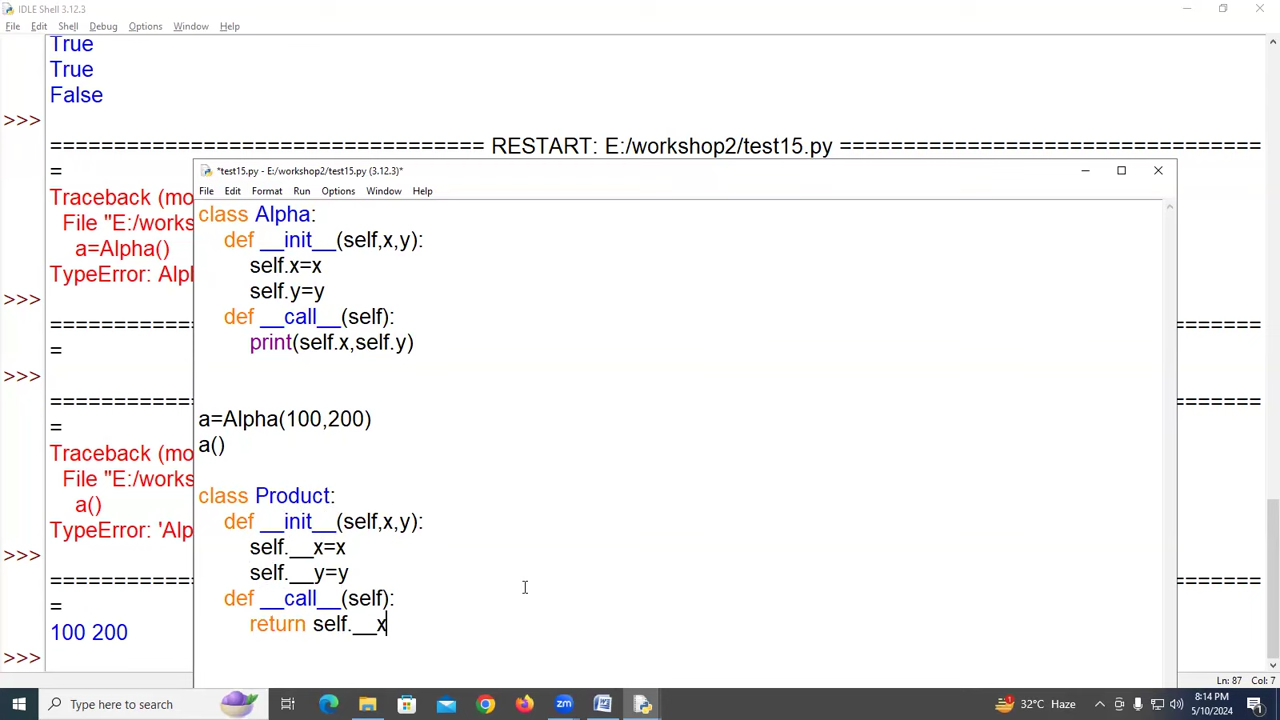 IDLE Shell 3.12.3
File Edit Shell Debug Options Window Help
True
True
False
>>>
================================== RESTART: E:/workshop2/test15.py =================================
=
Traceback (mo
File "E:/works
a=Alpha()
TypeError: Alph
>>>
=
>>>
=
Traceback (mo
File "E:/works
a()
TypeError: 'Alp
>>>
=
100 200
>>>
*test15.py - E:/workshop2/test15.py (3.12.3)*
File Edit Format Run Options Window Help
class Alpha:
    def __init__(self,x,y):
        self.x=x
        self.y=y
    def __call__(self):
        print(self.x,self.y)
a=Alpha(100,200)
a()
class Product:
    def __init__(self,x,y):
        self.__x=x
        self.__y=y
    def __call__(self):
        return self.__x
Ln: 87 Col: 7
Type here to search
32°C Haze
8:14 PM
5/10/2024